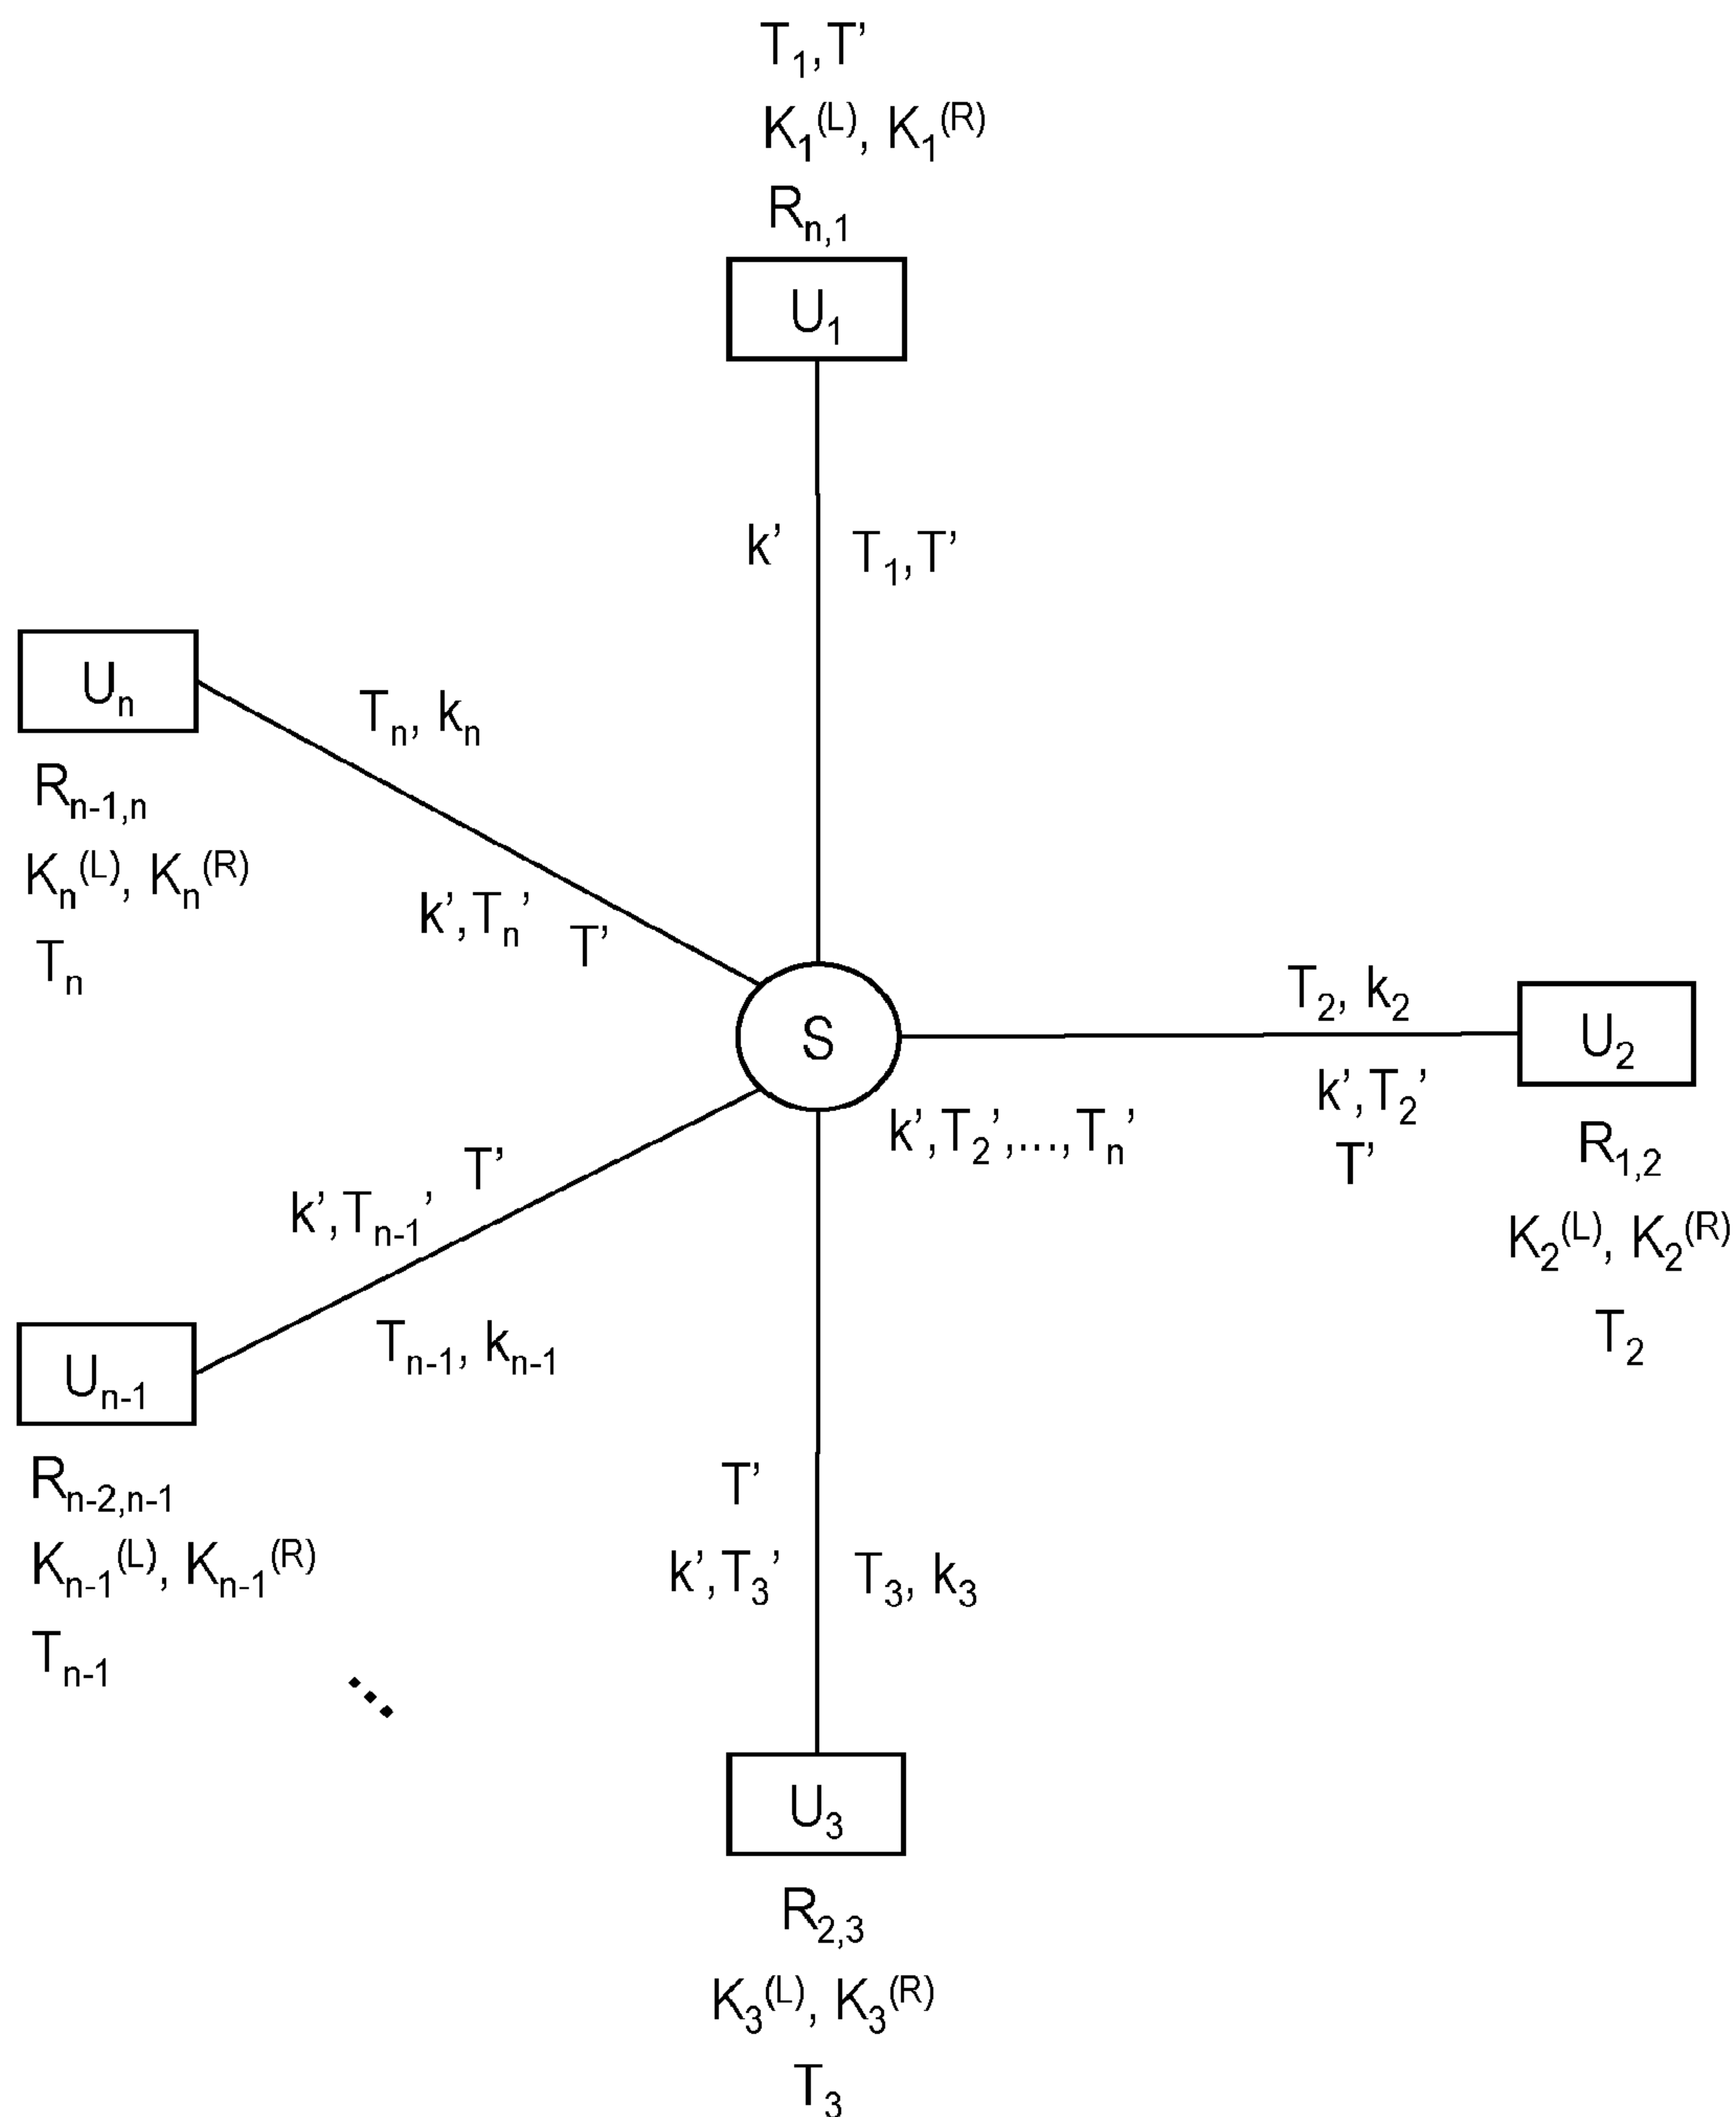 T₁,T’
K₁⁽ᴸ⁾, K₁⁽ᴿ⁾
Rₙ,₁
U₁
k’ T₁,T’
Uₙ
Tₙ, kₙ
Rₙ₋₁,ₙ
Kₙ⁽ᴸ⁾, Kₙ⁽ᴿ⁾
Tₙ
k’,Tₙ’ T’
S
T₂, k₂
U₂
k’,T₂’
T’
k’,T₂’,...,Tₙ’
R₁,₂
K₂⁽ᴸ⁾, K₂⁽ᴿ⁾
T₂
T’
k’,Tₙ₋₁’
Tₙ₋₁, kₙ₋₁
Uₙ₋₁
Rₙ₋₂,ₙ₋₁
Kₙ₋₁⁽ᴸ⁾, Kₙ₋₁⁽ᴿ⁾
Tₙ₋₁
T’
k’,T₃’ T₃, k₃
U₃
R₂,₃
K₃⁽ᴸ⁾, K₃⁽ᴿ⁾
T₃